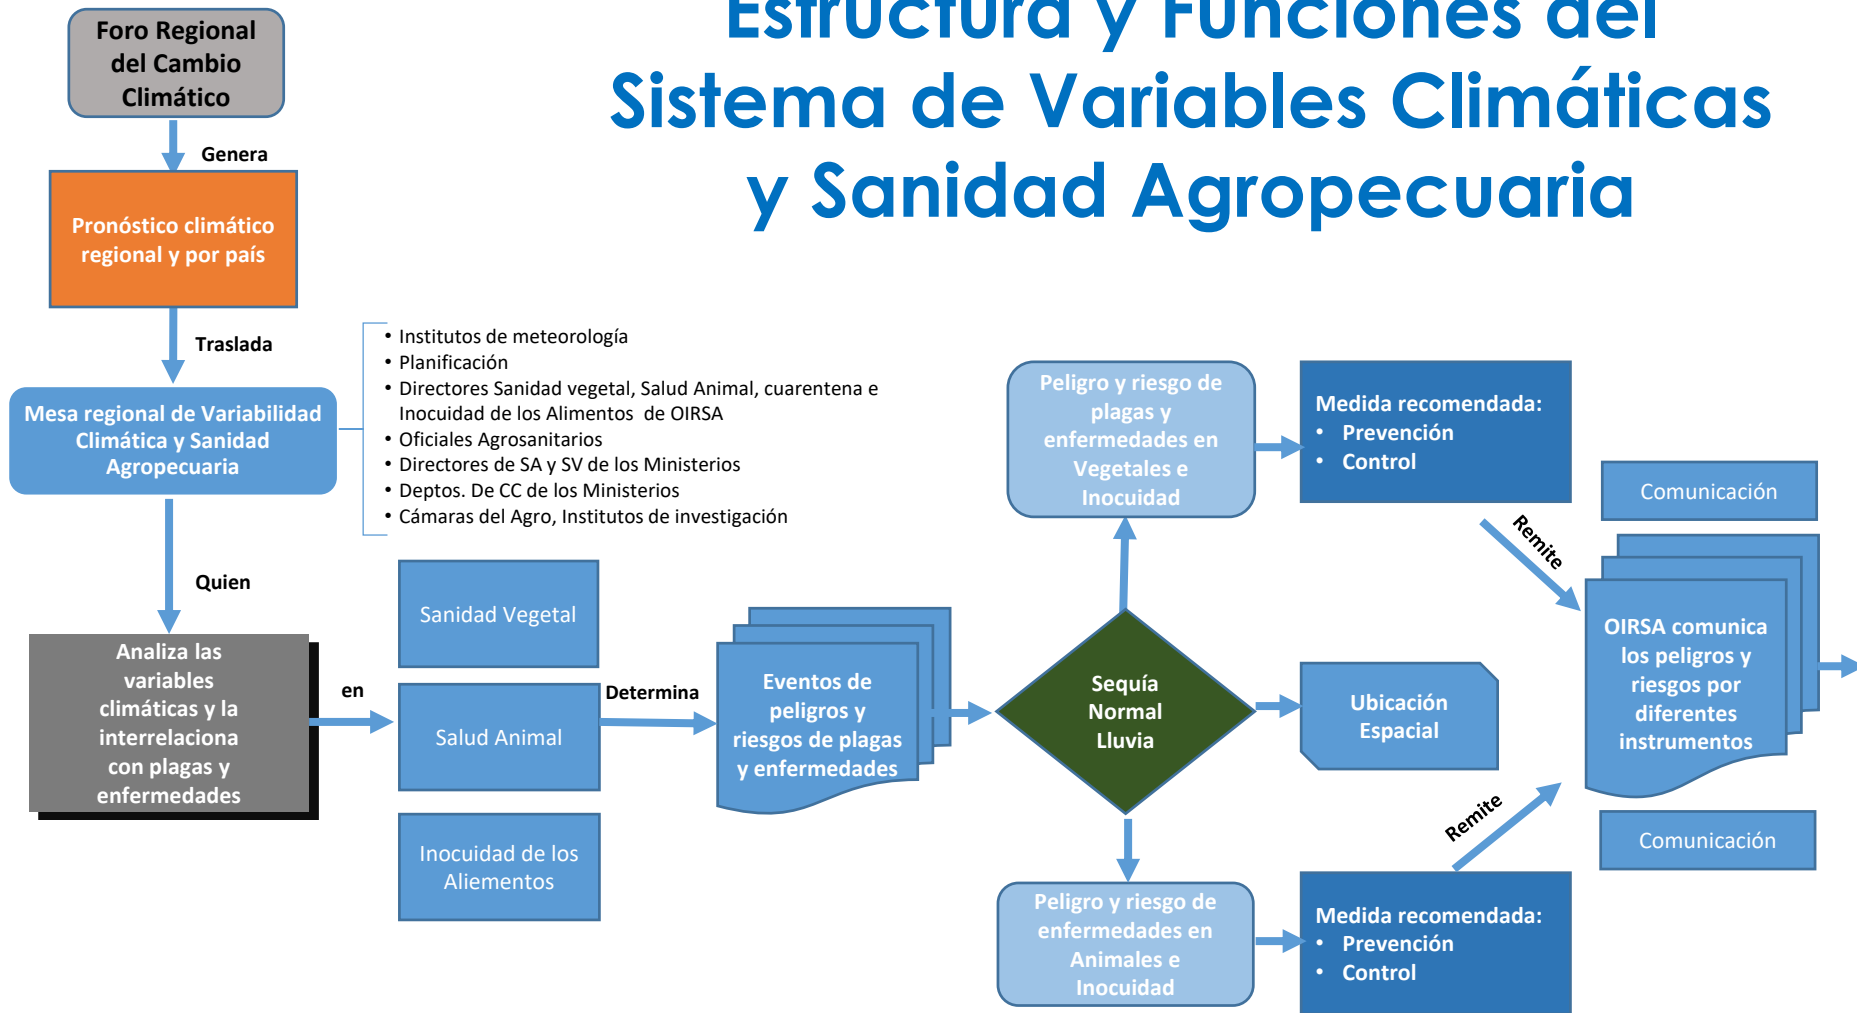 Estructura y Funciones del
Sistema de Variables Climáticas
y Sanidad Agropecuaria
Foro Regional
del Cambio
Climático
Genera
Pronóstico climático
regional y por país
Traslada
Mesa regional de Variabilidad
Climática y Sanidad
Agropecuaria
• Institutos de meteorología
• Planificación
• Directores Sanidad vegetal, Salud Animal, cuarentena e
Inocuidad de los Alimentos de OIRSA
• Oficiales Agrosanitarios
• Directores de SA y SV de los Ministerios
• Deptos. De CC de los Ministerios
• Cámaras del Agro, Institutos de investigación
Quien
Analiza las
variables
climáticas y la
interrelaciona
con plagas y
enfermedades
en
Sanidad Vegetal
Salud Animal
Inocuidad de los
Aliementos
Determina
Eventos de
peligros y
riesgos de plagas
y enfermedades
Sequía
Normal
Lluvia
Peligro y riesgo de
plagas y
enfermedades en
Vegetales e
Inocuidad
Medida recomendada:
• Prevención
• Control
Ubicación
Espacial
Peligro y riesgo de
enfermedades en
Animales e
Inocuidad
Medida recomendada:
• Prevención
• Control
Remite
Remite
Comunicación
OIRSA comunica
los peligros y
riesgos por
diferentes
instrumentos
Comunicación